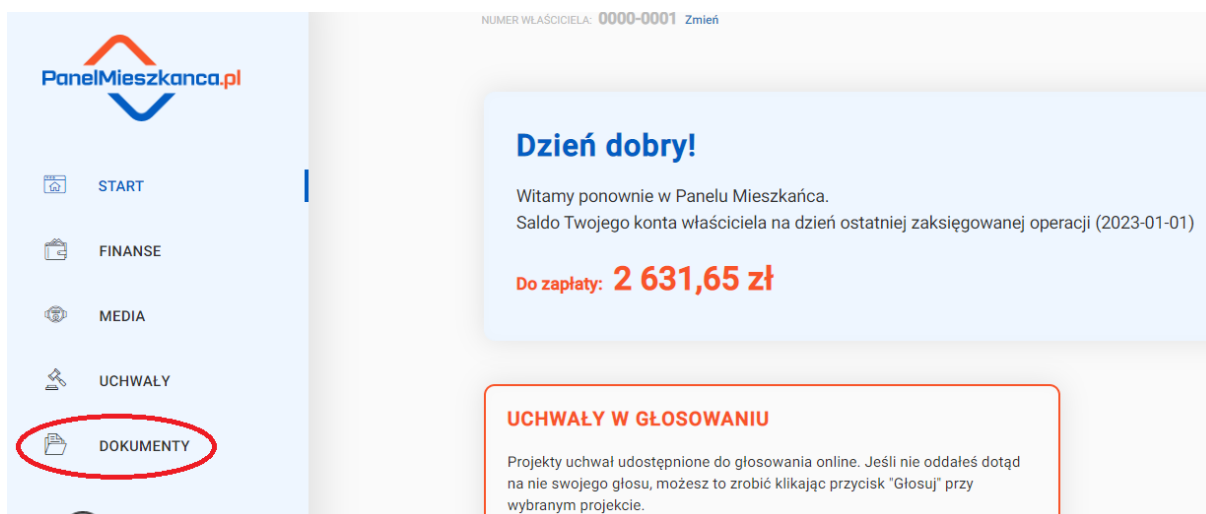 NUMER WŁAŚCICIELA: 0000-0001 Zmień
PanelMieszkanca.pl
START
FINANSE
MEDIA
UCHWAŁY
DOKUMENTY
Dzień dobry!
Witamy ponownie w Panelu Mieszkańca.
Saldo Twojego konta właściciela na dzień ostatniej zaksięgowanej operacji (2023-01-01)
Do zapłaty: 2 631,65 zł
UCHWAŁY W GŁOSOWANIU
Projekty uchwał udostępnione do głosowania online. Jeśli nie oddałeś dotąd
na nie swojego głosu, możesz to zrobić klikając przycisk "Głosuj" przy
wybranym projekcie.